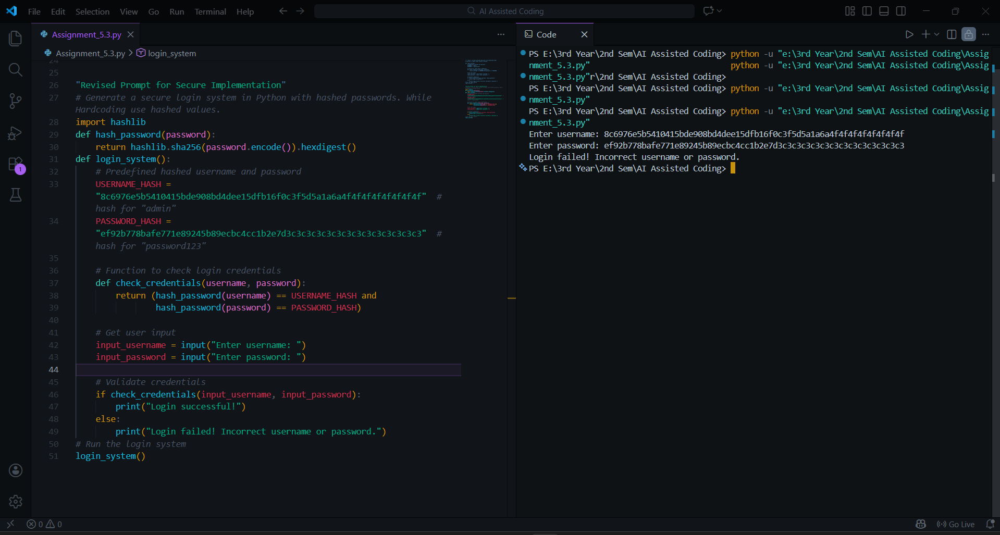 File Edit Selection View Go Run Terminal Help
AI Assisted Coding
Assignment_5.3.py
Assignment_5.3.py > login_system
24
25
26 "Revised Prompt for Secure Implementation"
27 # Generate a secure login system in Python with hashed passwords. While
Hardcoding use hashed values.
28 import hashlib
29 def hash_password(password):
30 return hashlib.sha256(password.encode()).hexdigest()
31 def login_system():
32 # Predefined hashed username and password
33 USERNAME_HASH =
"8c6976e5b5410415bde908bd4dee15dfb16f0c3f5d5a1a6a4f4f4f4f4f4f4f4f" #
hash for "admin"
34 PASSWORD_HASH =
"ef92b778bafe771e89245b89ecbc4cc1b2e7d3c3c3c3c3c3c3c3c3c3c3c3c3c3" #
hash for "password123"
35
36 # Function to check login credentials
37 def check_credentials(username, password):
38 return (hash_password(username) == USERNAME_HASH and
39 hash_password(password) == PASSWORD_HASH)
40
41 # Get user input
42 input_username = input("Enter username: ")
43 input_password = input("Enter password: ")
44
45 # Validate credentials
46 if check_credentials(input_username, input_password):
47 print("Login successful!")
48 else:
49 print("Login failed! Incorrect username or password.")
50 # Run the login system
51 login_system()
Code
PS E:\3rd Year\2nd Sem\AI Assisted Coding> python -u "e:\3rd Year\2nd Sem\AI Assisted Coding\Assig
nment_5.3.py" python -u "e:\3rd Year\2nd Sem\AI Assisted Coding\Assig
nment_5.3.py"r\2nd Sem\AI Assisted Coding>
PS E:\3rd Year\2nd Sem\AI Assisted Coding> python -u "e:\3rd Year\2nd Sem\AI Assisted Coding\Assig
nment_5.3.py"
PS E:\3rd Year\2nd Sem\AI Assisted Coding> python -u "e:\3rd Year\2nd Sem\AI Assisted Coding\Assig
nment_5.3.py"
Enter username: 8c6976e5b5410415bde908bd4dee15dfb16f0c3f5d5a1a6a4f4f4f4f4f4f4f4f
Enter password: ef92b778bafe771e89245b89ecbc4cc1b2e7d3c3c3c3c3c3c3c3c3c3c3c3c3c3
Login failed! Incorrect username or password.
PS E:\3rd Year\2nd Sem\AI Assisted Coding>
1
0 0
Go Live